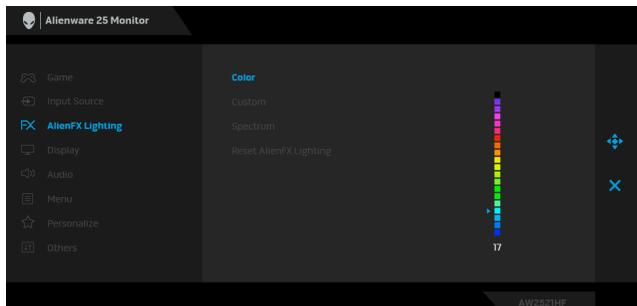 Alienware 25 Monitor
Game
Input Source
AlienFX Lighting
Display
Audio
Menu
Personalize
Others
Color
Custom
Spectrum
Reset AlienFX Lighting
17
AW2521HF